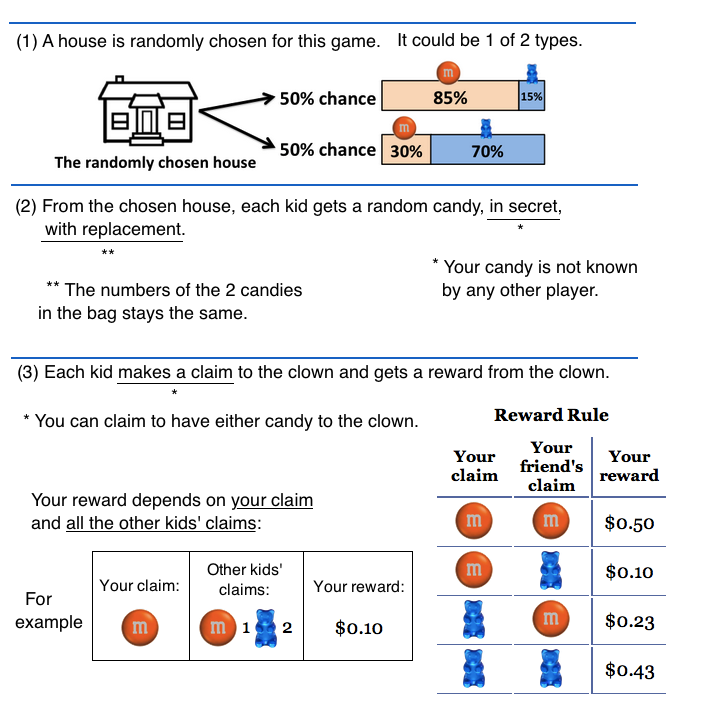 (1) A house is randomly chosen for this game. It could be 1 of 2 types.
m
50% chance
85%
15%
m
50% chance
30%
70%
The randomly chosen house
(2) From the chosen house, each kid gets a random candy, in secret,
with replacement.
*
**
* Your candy is not known
by any other player.
** The numbers of the 2 candies
in the bag stays the same.
(3) Each kid makes a claim to the clown and gets a reward from the clown.
*
* You can claim to have either candy to the clown.
Reward Rule
Your claim
Your friend's claim
Your reward
m m $0.50
m $0.10
m $0.23
$0.43
Your reward depends on your claim
and all the other kids' claims:
For example
Your claim:
Other kids' claims:
Your reward:
m
m 1 2
$0.10